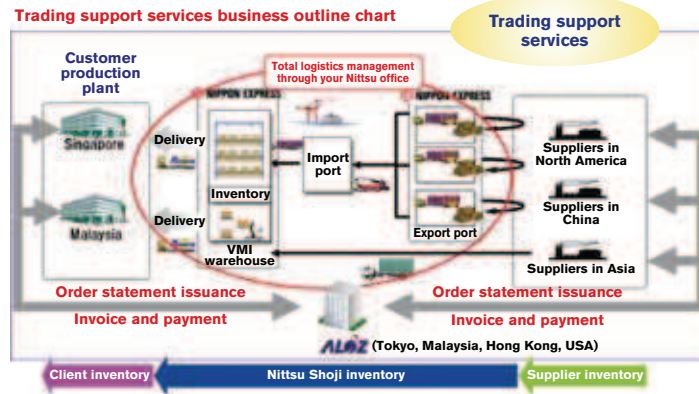 Trading support services business outline chart
Trading support
services
Customer
production
plant
Total logistics management
through your Nittsu office
NIPPON EXPRESS
NIPPON EXPRESS
Singapore
Delivery
Import
port
Suppliers in
North America
Inventory
Malaysia
Delivery
Suppliers in
China
Export port
VMI
warehouse
Suppliers in Asia
Order statement issuance
Order statement issuance
Invoice and payment
Invoice and payment
(Tokyo, Malaysia, Hong Kong, USA)
Client inventory
Nittsu Shoji inventory
Supplier inventory